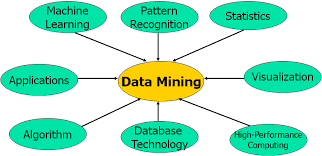 Machine
Learning
Pattern
Recognition
Statistics
Applications
Data Mining
Visualization
Algorithm
Database
Technology
High-Performance
Computing